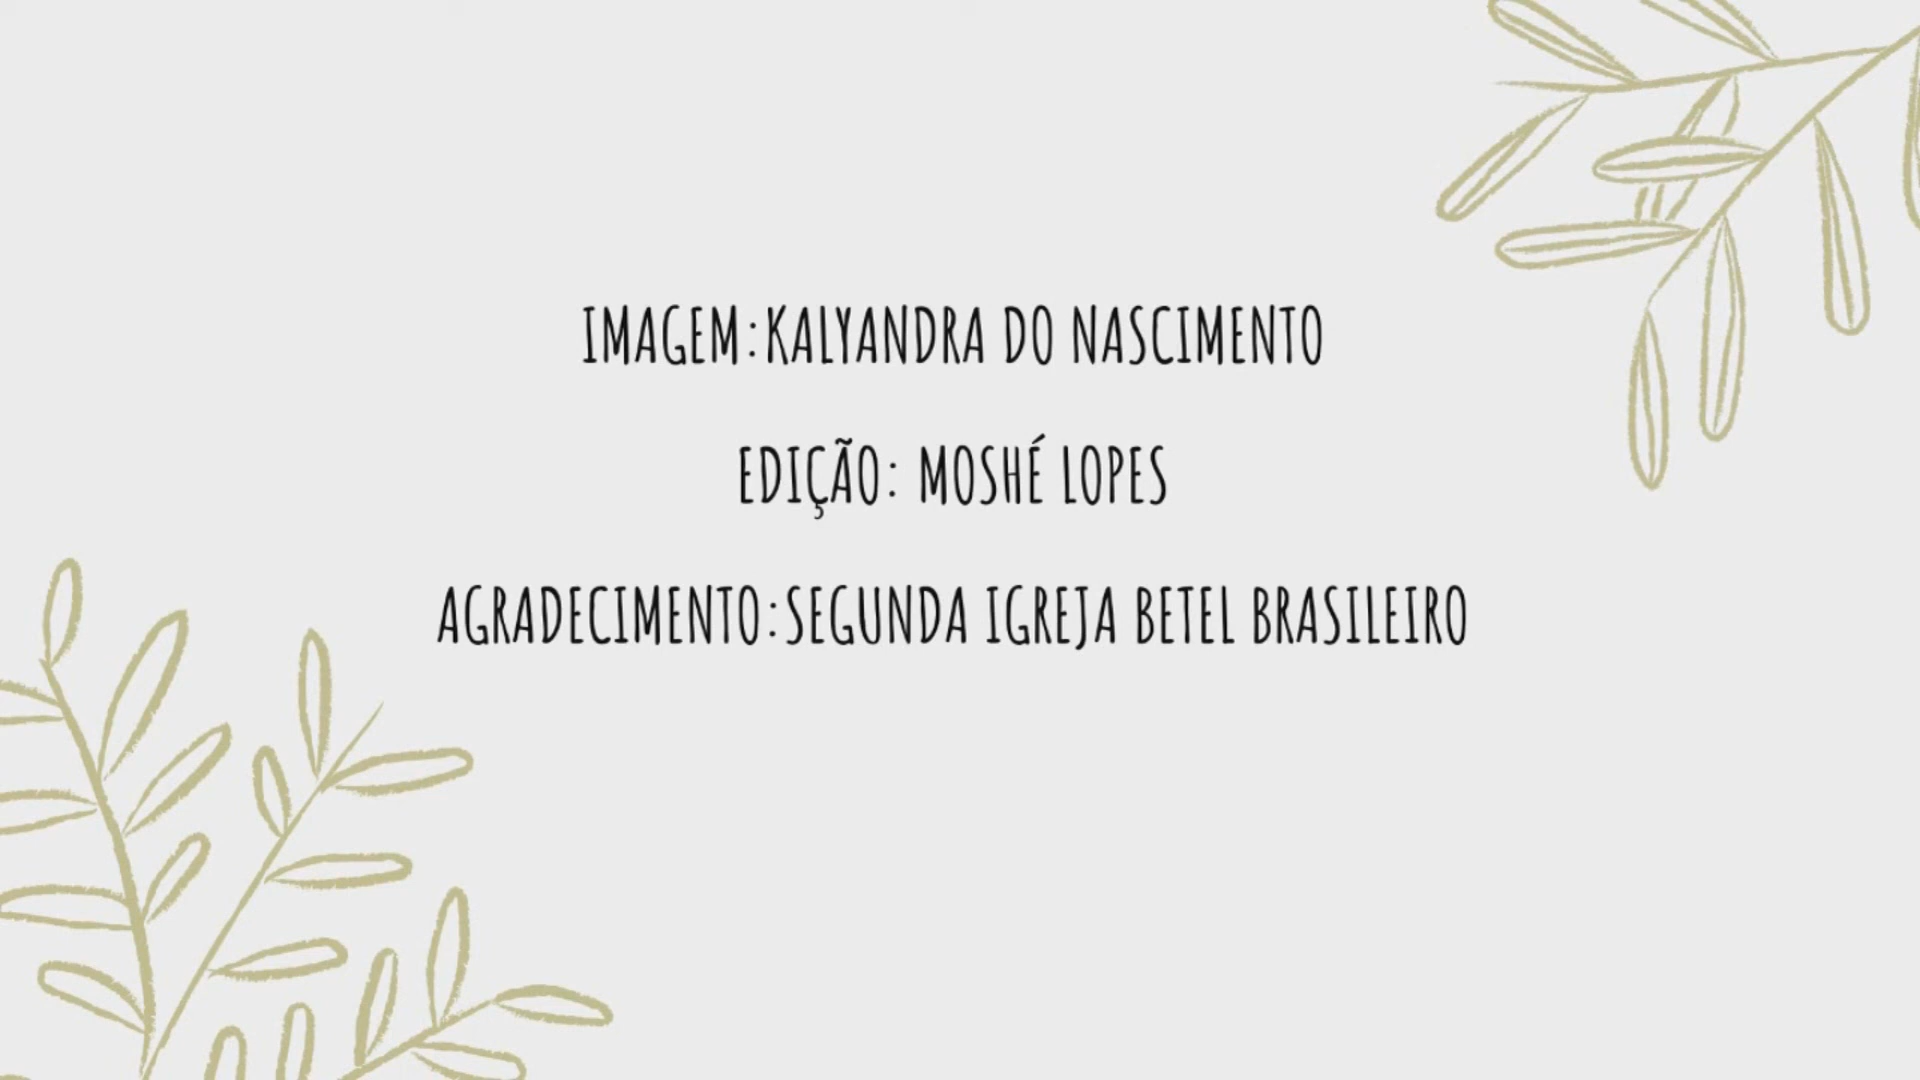 IMAGEM:KALYANDRA DO NASCIMENTO
EDIÇÃO: MOSHÉ LOPES
AGRADECIMENTO:SEGUNDA IGREJA BETEL BRASILEIRO